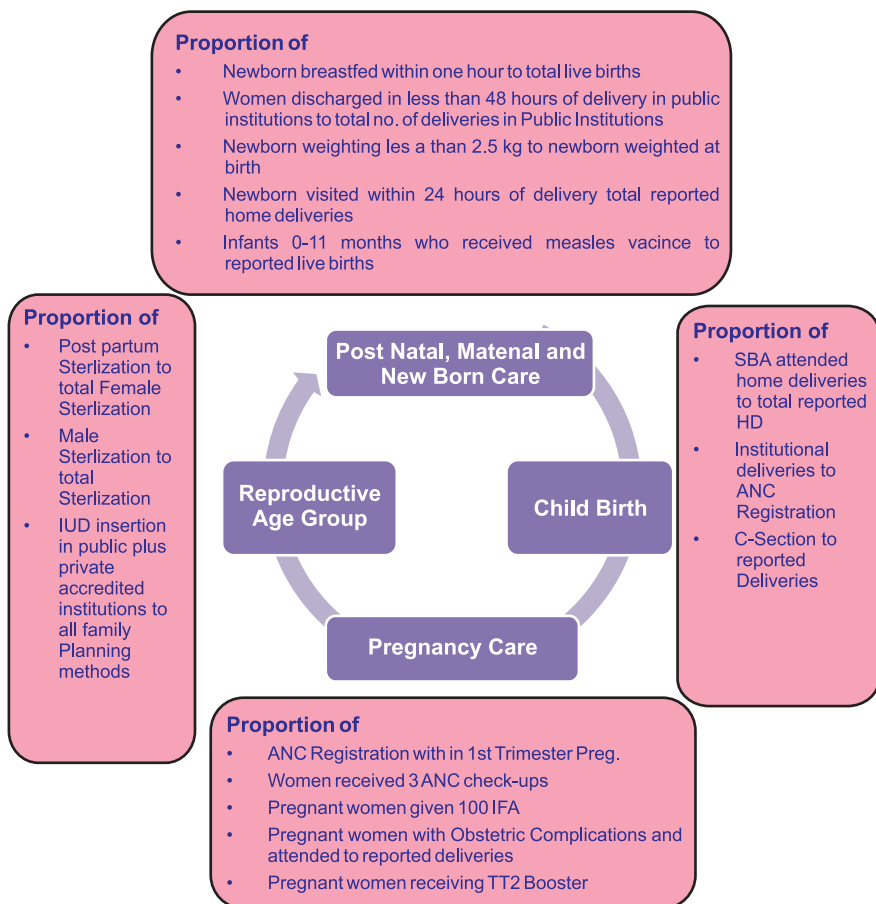 Proportion of
• Newborn breastfed within one hour to total live births
• Women discharged in less than 48 hours of delivery in public
institutions to total no. of deliveries in Public Institutions
• Newborn weighting les a than 2.5 kg to newborn weighted at
birth
• Newborn visited within 24 hours of delivery total reported
home deliveries
• Infants 0-11 months who received measles vacince to
reported live births
Proportion of
• Post partum
Sterlization to
total Female
Sterlization
• Male
Sterlization to
total
Sterlization
• IUD insertion
in public plus
private
accredited
institutions to
all family
Planning
methods
Post Natal, Matenal and
New Born Care
Reproductive
Age Group
Child Birth
Pregnancy Care
Proportion of
• SBA attended
home deliveries
to total reported
HD
• Institutional
deliveries to
ANC
Registration
• C-Section to
reported
Deliveries
Proportion of
• ANC Registration with in 1st Trimester Preg.
• Women received 3 ANC check-ups
• Pregnant women given 100 IFA
• Pregnant women with Obstetric Complications and
attended to reported deliveries
• Pregnant women receiving TT2 Booster